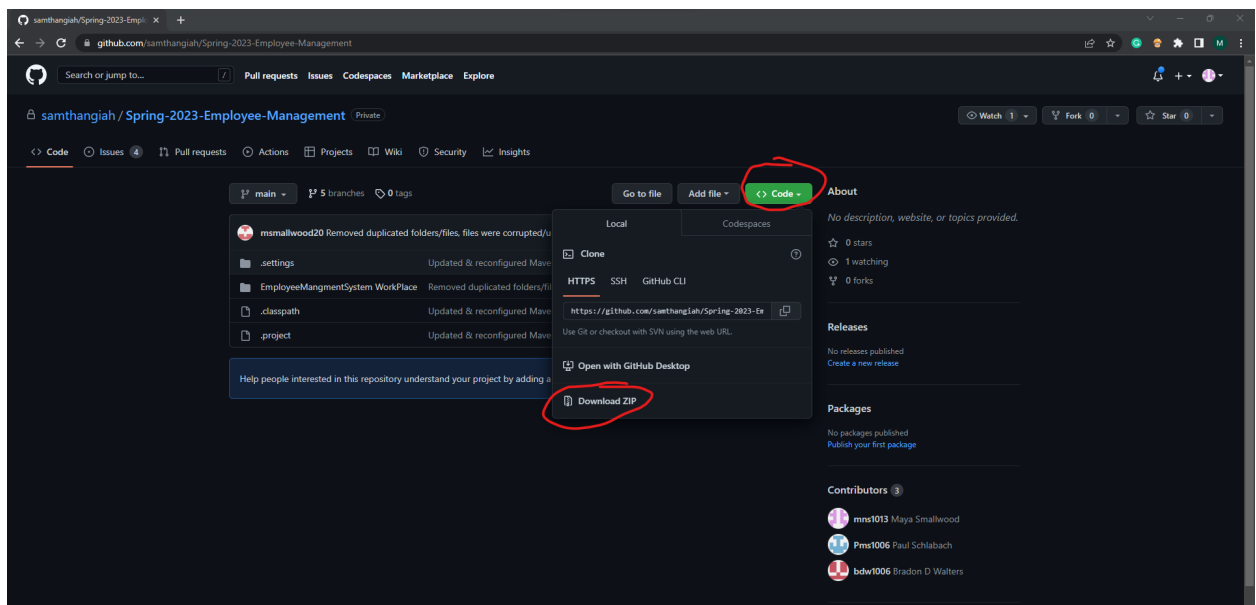 samthangiah/Spring-2023-Empl
github.com/samthangiah/Spring-2023-Employee-Management
M
Search or jump to... /
Pull requests Issues Codespaces Marketplace Explore
samthangiah / Spring-2023-Employee-Management Private
Watch 1 Fork 0 Star 0
Code Issues 4 Pull requests Actions Projects Wiki Security Insights
main 5 branches 0 tags Go to file Add file Code
msmallwood20 Removed duplicated folders/files, files were corrupted/u
.settings Updated & reconfigured Mave
EmployeeMangmentSystem WorkPlace Removed duplicated folders/fil
.classpath Updated & reconfigured Mave
.project Updated & reconfigured Mave
Help people interested in this repository understand your project by adding a
Local Codespaces
Clone
HTTPS SSH GitHub CLI
https://github.com/samthangiah/Spring-2023-Em
Use Git or checkout with SVN using the web URL.
Open with GitHub Desktop
Download ZIP
About
No description, website, or topics provided.
0 stars
1 watching
0 forks
Releases
No releases published
Create a new release
Packages
No packages published
Publish your first package
Contributors 3
mns1013 Maya Smallwood
Pms1006 Paul Schlabach
bdw1006 Bradon D Walters